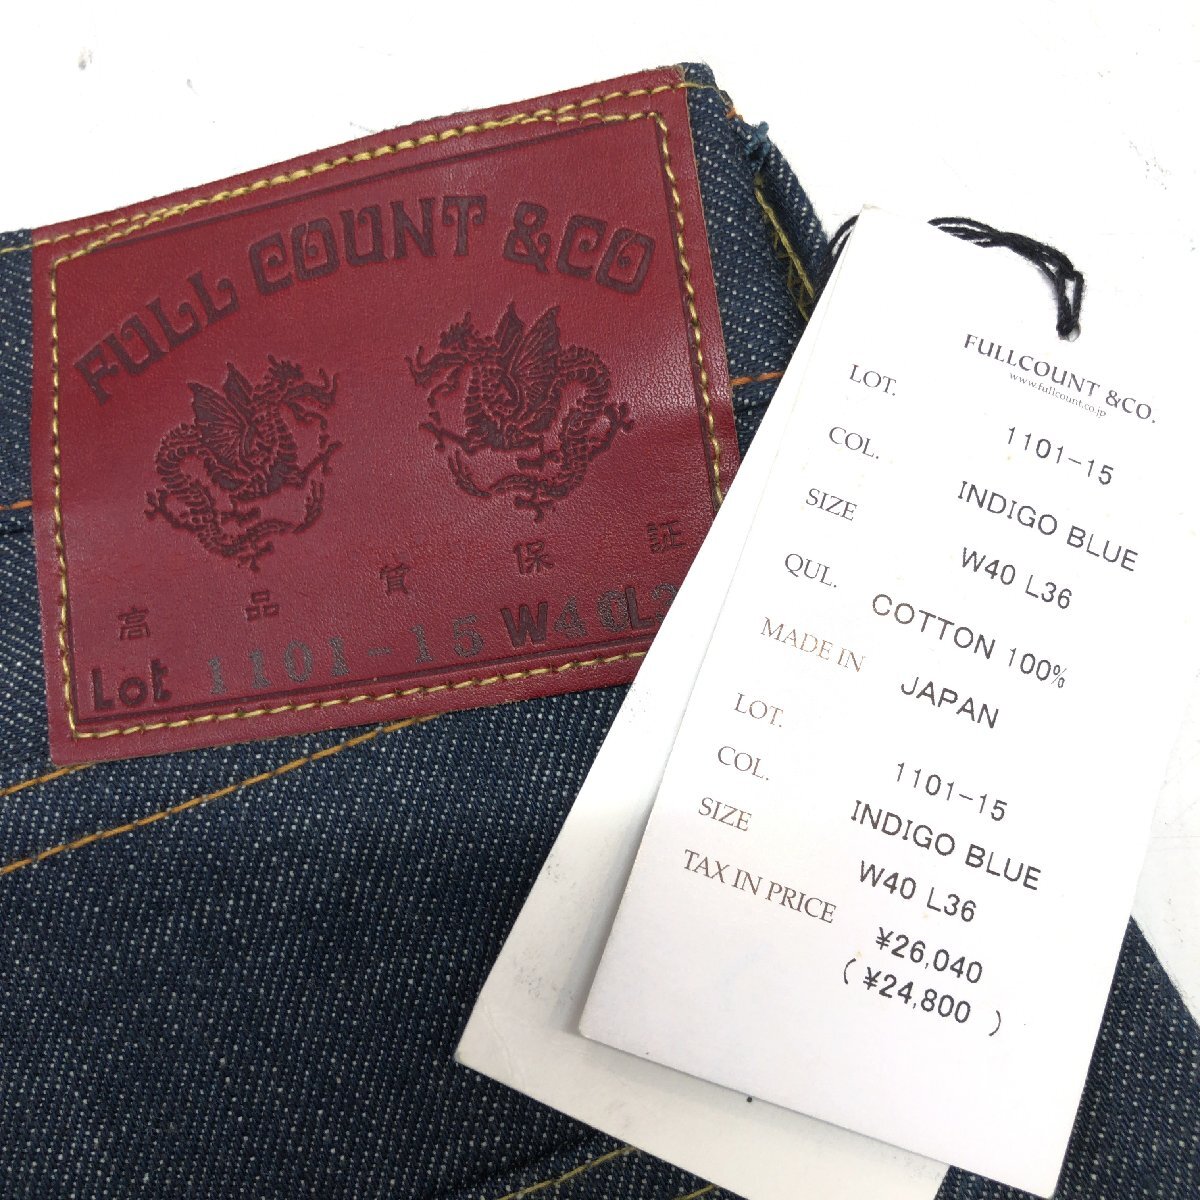 FULL COUNT &CO
高品質保証
Lot 1101-15 W40L3
FULLCOUNT &CO.
www.fullcount.co.jp
LOT. 1101-15
COL. INDIGO BLUE
SIZE W40 L36
QUL. COTTON 100%
MADE IN JAPAN
LOT. 1101-15
COL. INDIGO BLUE
SIZE W40 L36
TAX IN PRICE ¥26,040
( ¥24,800 )